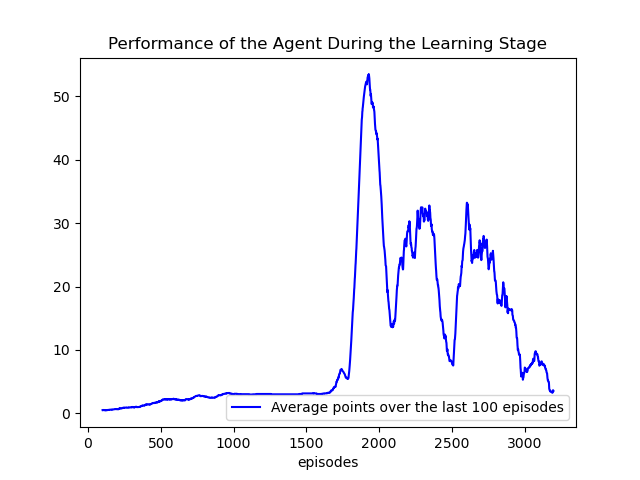 Performance of the Agent During the Learning Stage
50
40
30
20
10
0
Average points over the last 100 episodes
0 500 1000 1500 2000 2500 3000
episodes